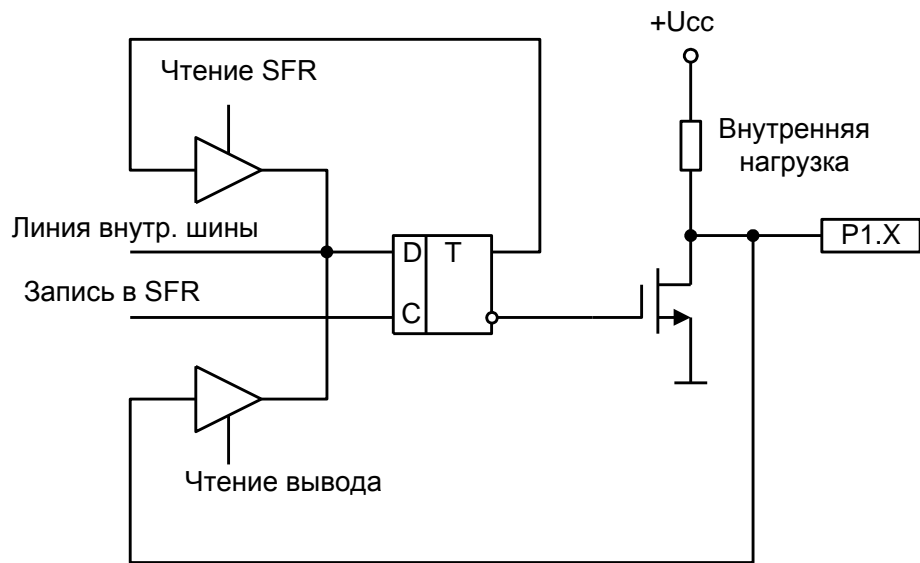 +Ucc
Чтение SFR
Внутренняя
нагрузка
Линия внутр. шины
D
T
P1.X
Запись в SFR
C
Чтение вывода